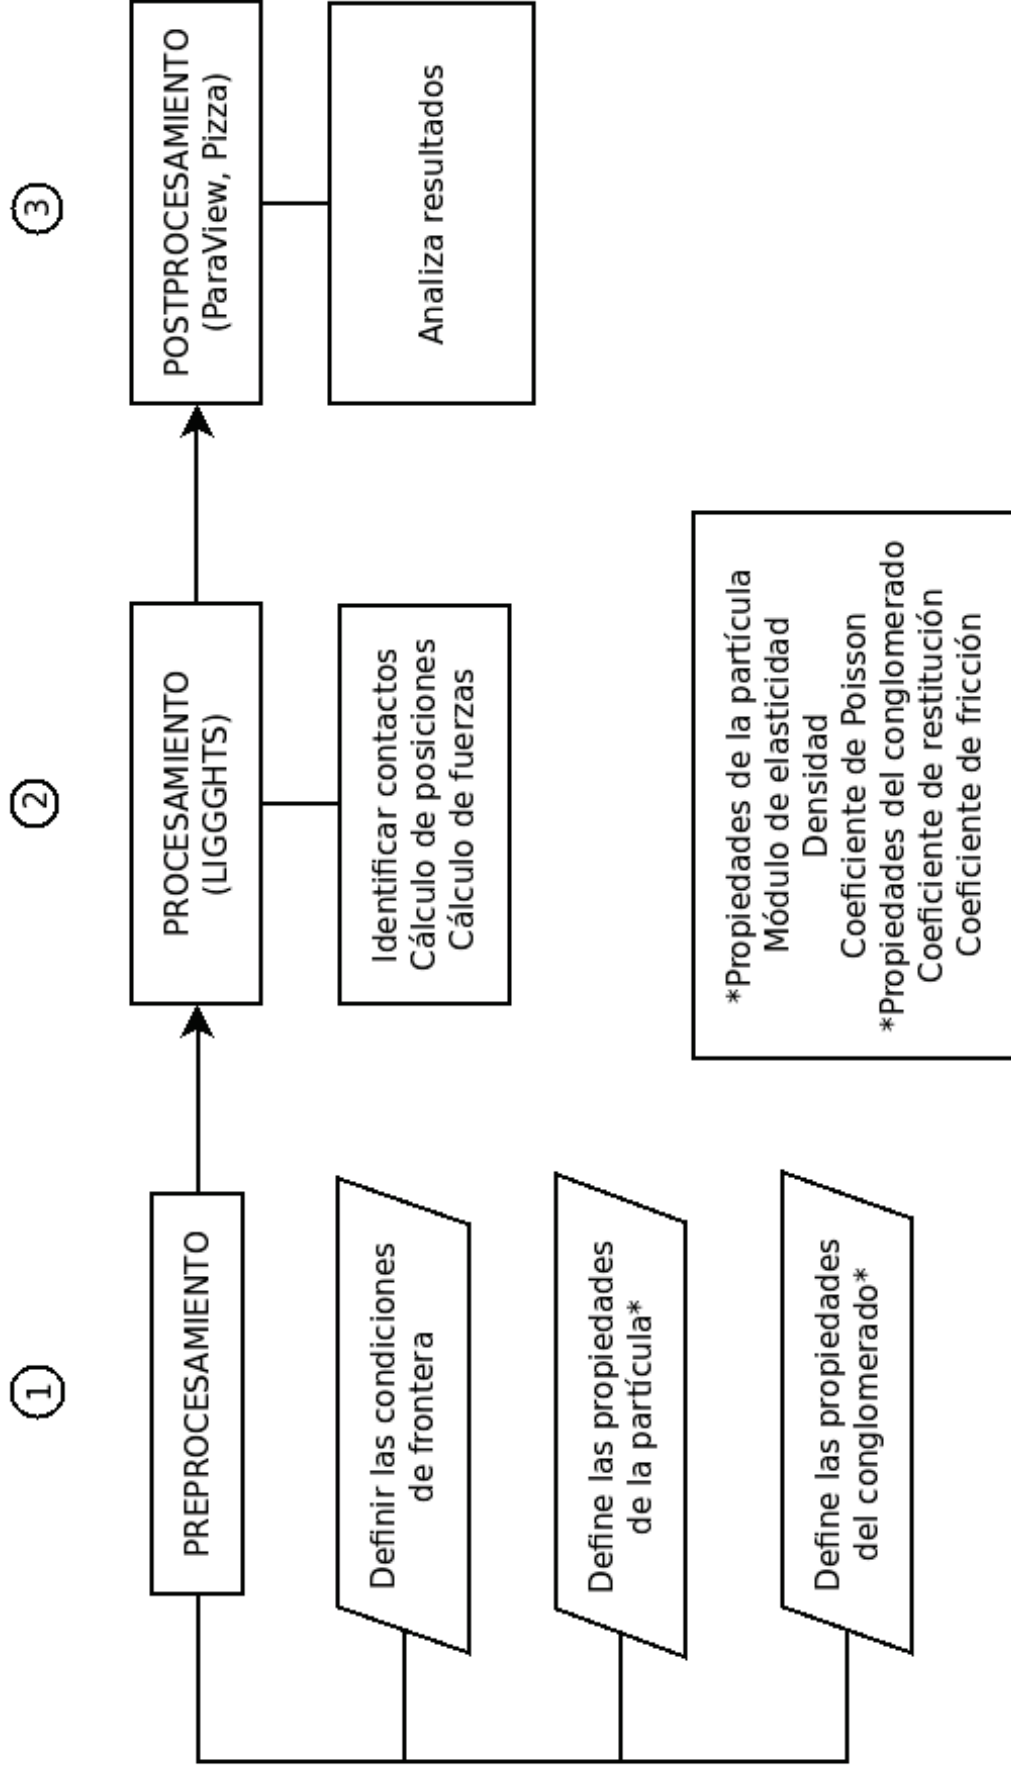 1
PREPROCESAMIENTO
Definir las condiciones
de frontera
Define las propiedades
de la partícula*
Define las propiedades
del conglomerado*
2
PROCESAMIENTO
(LIGGGHTS)
Identificar contactos
Cálculo de posiciones
Cálculo de fuerzas
3
POSTPROCESAMIENTO
(ParaView, Pizza)
Analiza resultados
*Propiedades de la partícula
Módulo de elasticidad
Densidad
Coeficiente de Poisson
*Propiedades del conglomerado
Coeficiente de restitución
Coeficiente de fricción